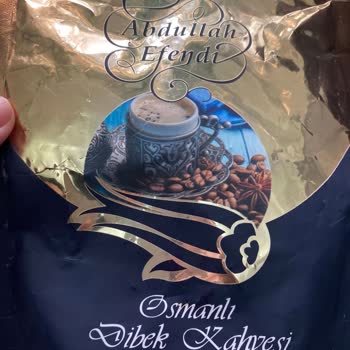 Abdullah
Efendi
Osmanlı
Dibek Kahvesi